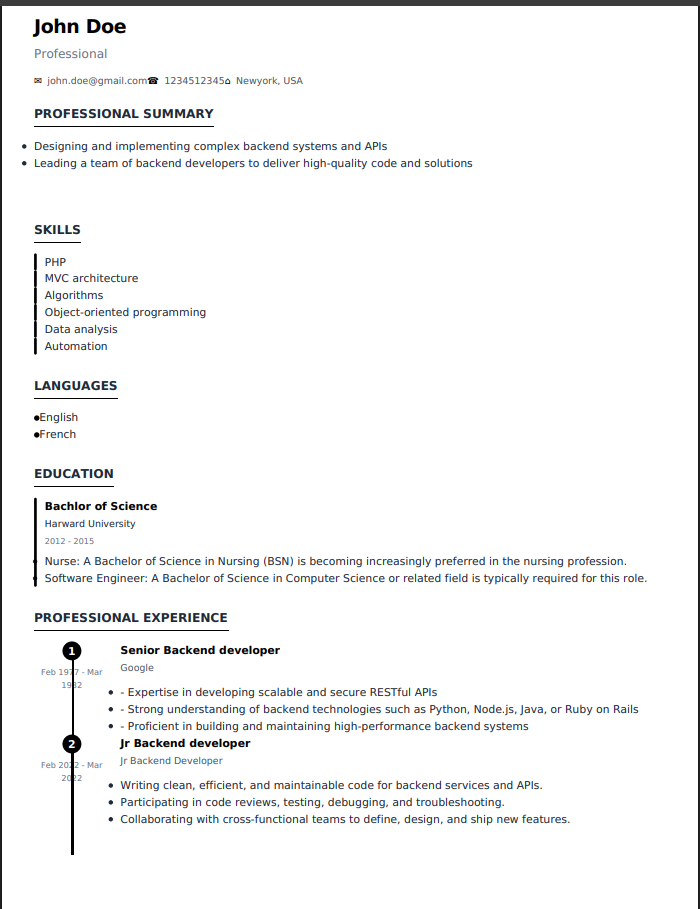 John Doe
Professional
✉ john.doe@gmail.com☎ 1234512345⌂ Newyork, USA
PROFESSIONAL SUMMARY
• Designing and implementing complex backend systems and APIs
• Leading a team of backend developers to deliver high-quality code and solutions
SKILLS
PHP
MVC architecture
Algorithms
Object-oriented programming
Data analysis
Automation
LANGUAGES
●English
●French
EDUCATION
Bachlor of Science
Harward University
2012 - 2015
• Nurse: A Bachelor of Science in Nursing (BSN) is becoming increasingly preferred in the nursing profession.
• Software Engineer: A Bachelor of Science in Computer Science or related field is typically required for this role.
PROFESSIONAL EXPERIENCE
1
Senior Backend developer
Google
Feb 1977 - Mar
1982
• - Expertise in developing scalable and secure RESTful APIs
• - Strong understanding of backend technologies such as Python, Node.js, Java, or Ruby on Rails
• - Proficient in building and maintaining high-performance backend systems
2
Jr Backend developer
Jr Backend Developer
Feb 2022 - Mar
2022
• Writing clean, efficient, and maintainable code for backend services and APIs.
• Participating in code reviews, testing, debugging, and troubleshooting.
• Collaborating with cross-functional teams to define, design, and ship new features.